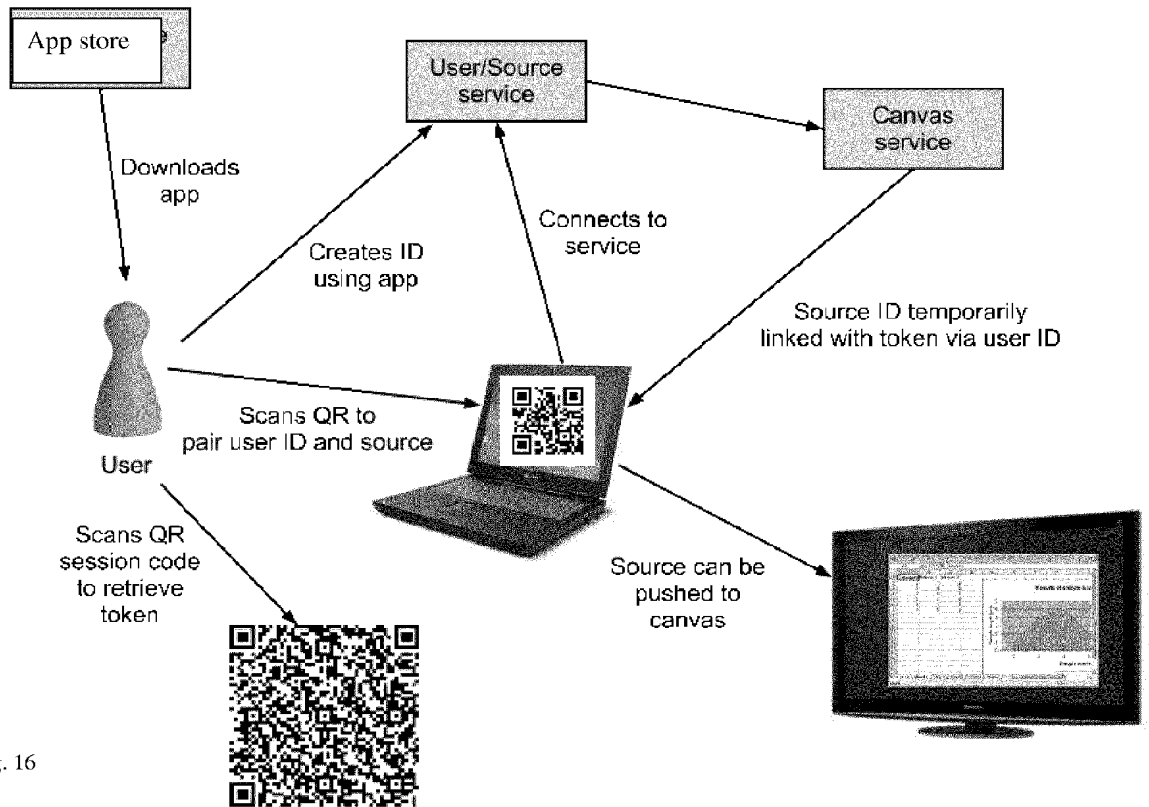 App store
User/Source
service
Canvas
service
Downloads
app
Creates ID
using app
Connects to
service
Source ID temporarily
linked with token via user ID
Scans QR to
pair user ID and source
User
Scans QR
session code
to retrieve
token
Source can be
pushed to
canvas
. 16